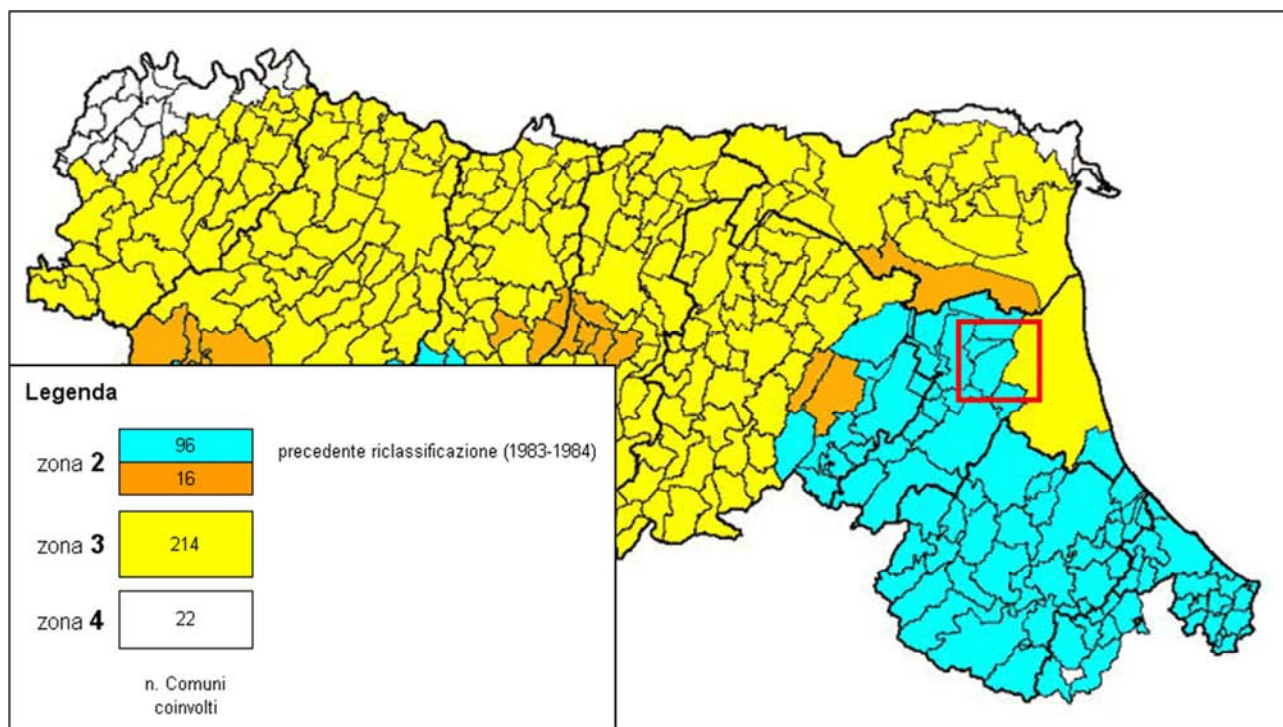 Legenda
zona 2
96
precedente riclassificazione (1983-1984)
16
zona 3
214
zona 4
22
n. Comuni
coinvolti